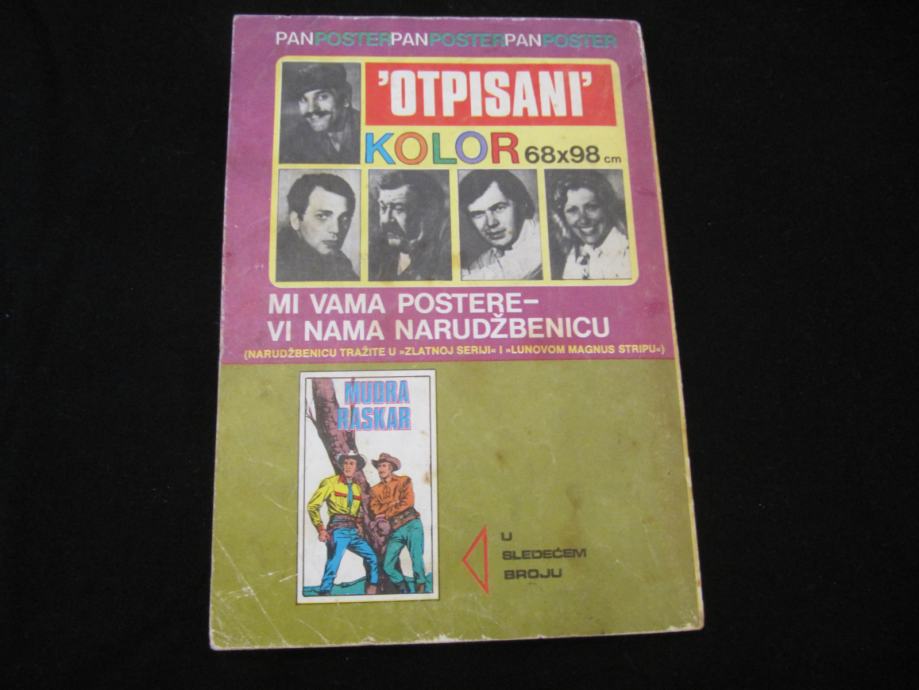 PANPOSTERPANPOSTERPANPOSTER
'OTPISANI'
KOLOR 68x98 cm
MI VAMA POSTERE–
VI NAMA NARUDŽBENICU
(NARUDŽBENICU TRAŽITE U »ZLATNOJ SERIJI« I »LUNOVOM MAGNUS STRIPU«)
MUDRA
RASKAR
U
SLEDEĆEM
BROJU